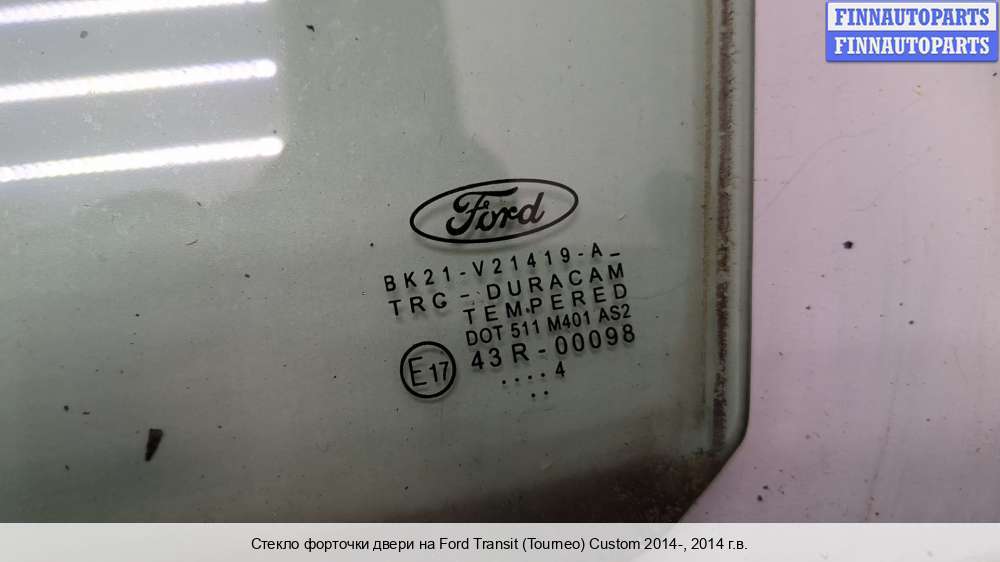 FINNAUTOPARTS
FINNAUTOPARTS
Ford
BK21-V21419-A_
TRC - DURACAM
TEMPERED
DOT 511 M401 AS2
E17 43R-00098
....4
..
Стекло форточки двери на Ford Transit (Tourneo) Custom 2014-, 2014 г.в.